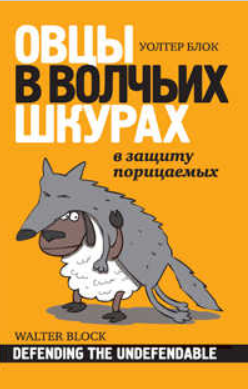 ОВЦЫ
УОЛТЕР БЛОК
В ВОЛЧЬИХ
ШКУРАХ
в защиту
порицаемых
WALTER BLOCK
DEFENDING THE UNDEFENDABLE